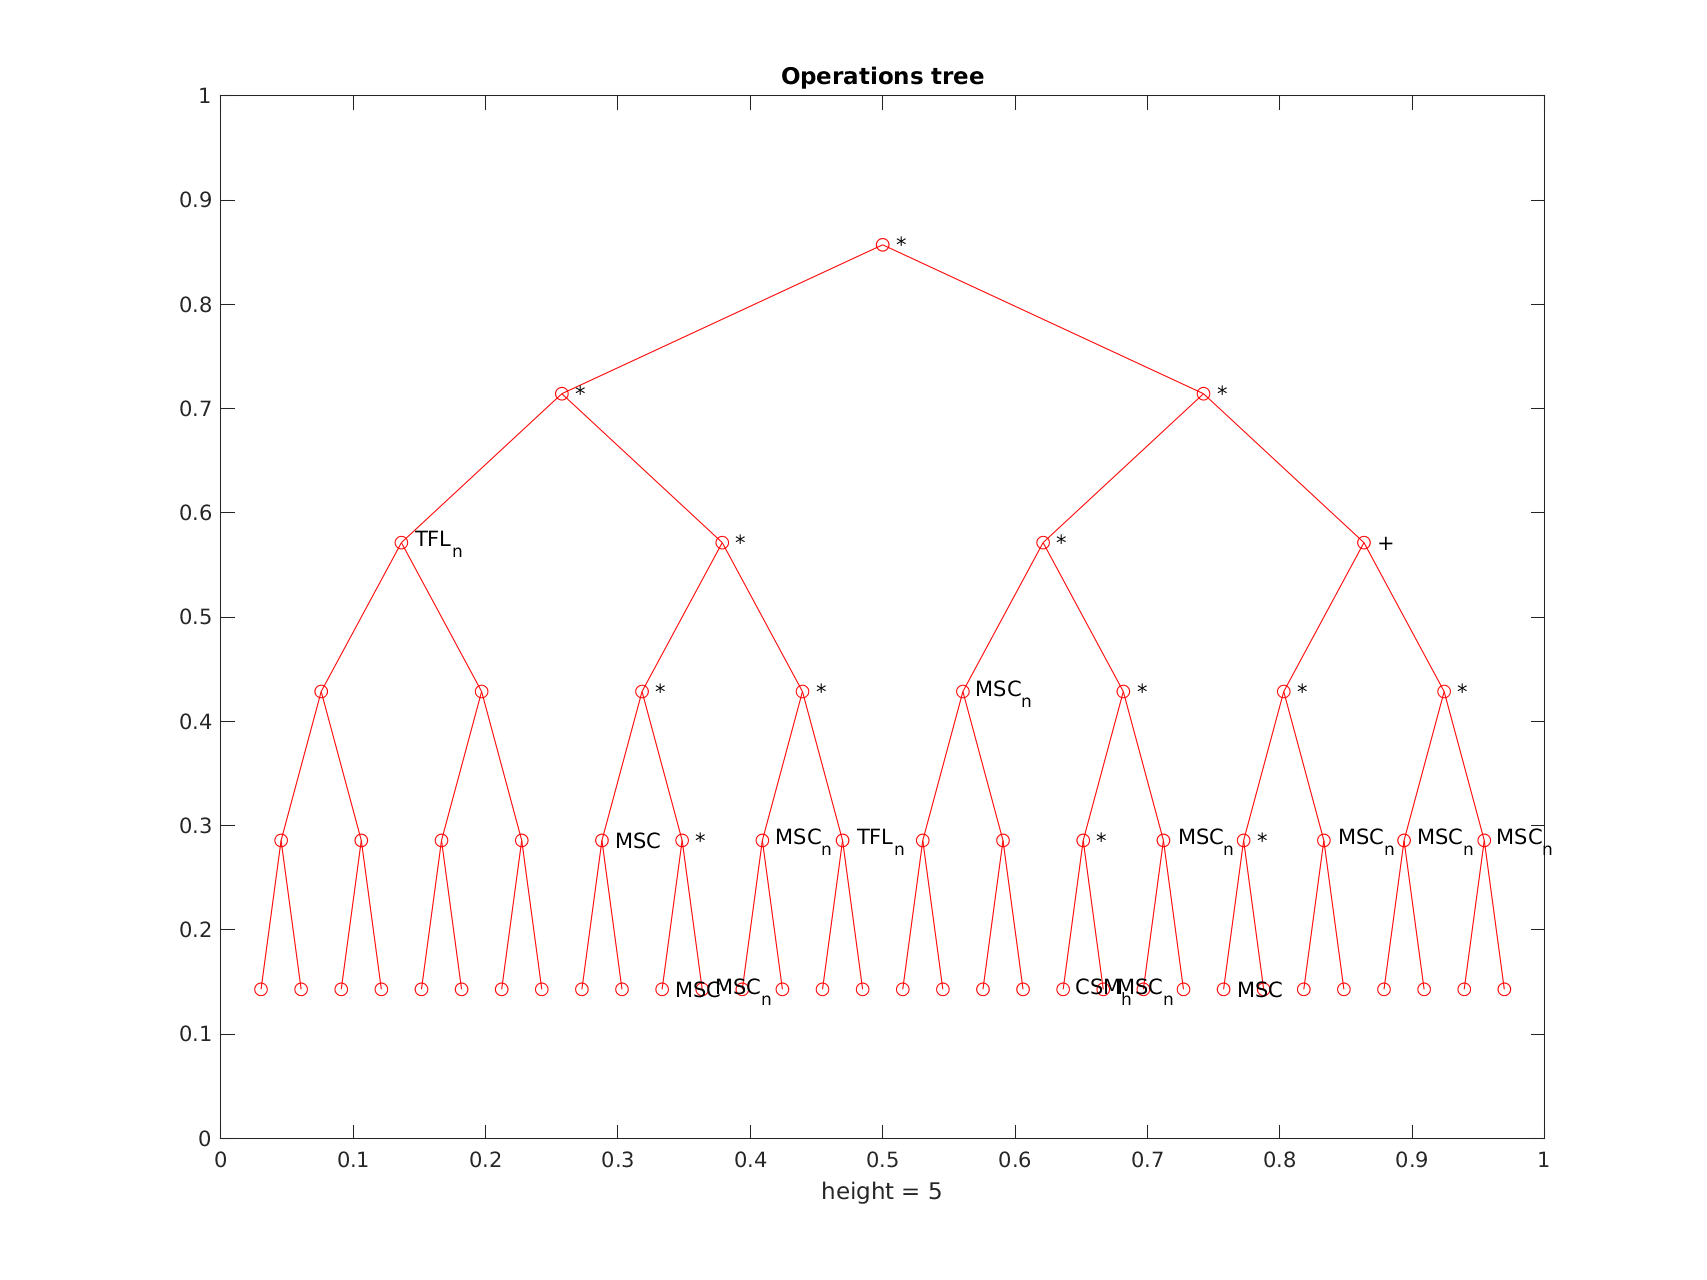 Operations tree
1
*
0.9
0.8
* *
0.7
TFLn * * +
0.6
0.5
* * MSCn * * *
0.4
MSC * MSCn TFLn * MSCn * MSCn MSCn MSCn
0.3
0.2
MSC MSCn CSMn MSCn MSC
0.1
0
0 0.1 0.2 0.3 0.4 0.5 0.6 0.7 0.8 0.9 1
height = 5